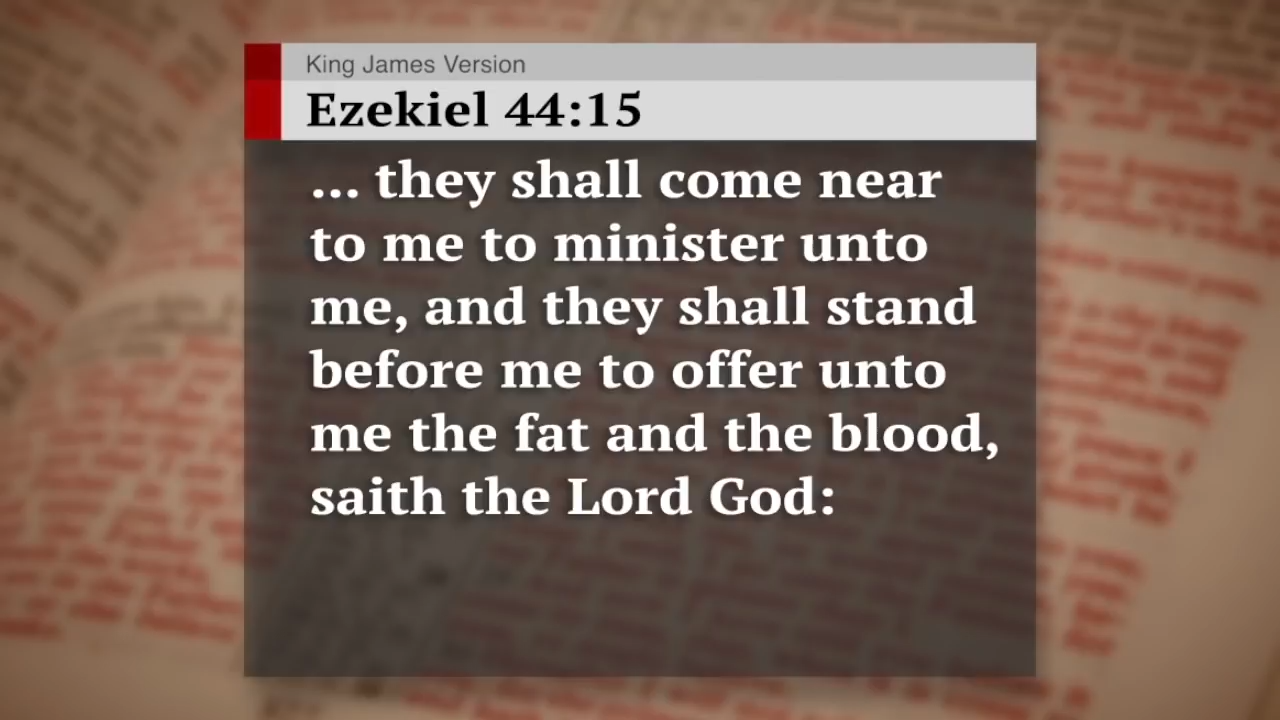 King James Version
Ezekiel 44:15
... they shall come near
to me to minister unto
me, and they shall stand
before me to offer unto
me the fat and the blood,
saith the Lord God: